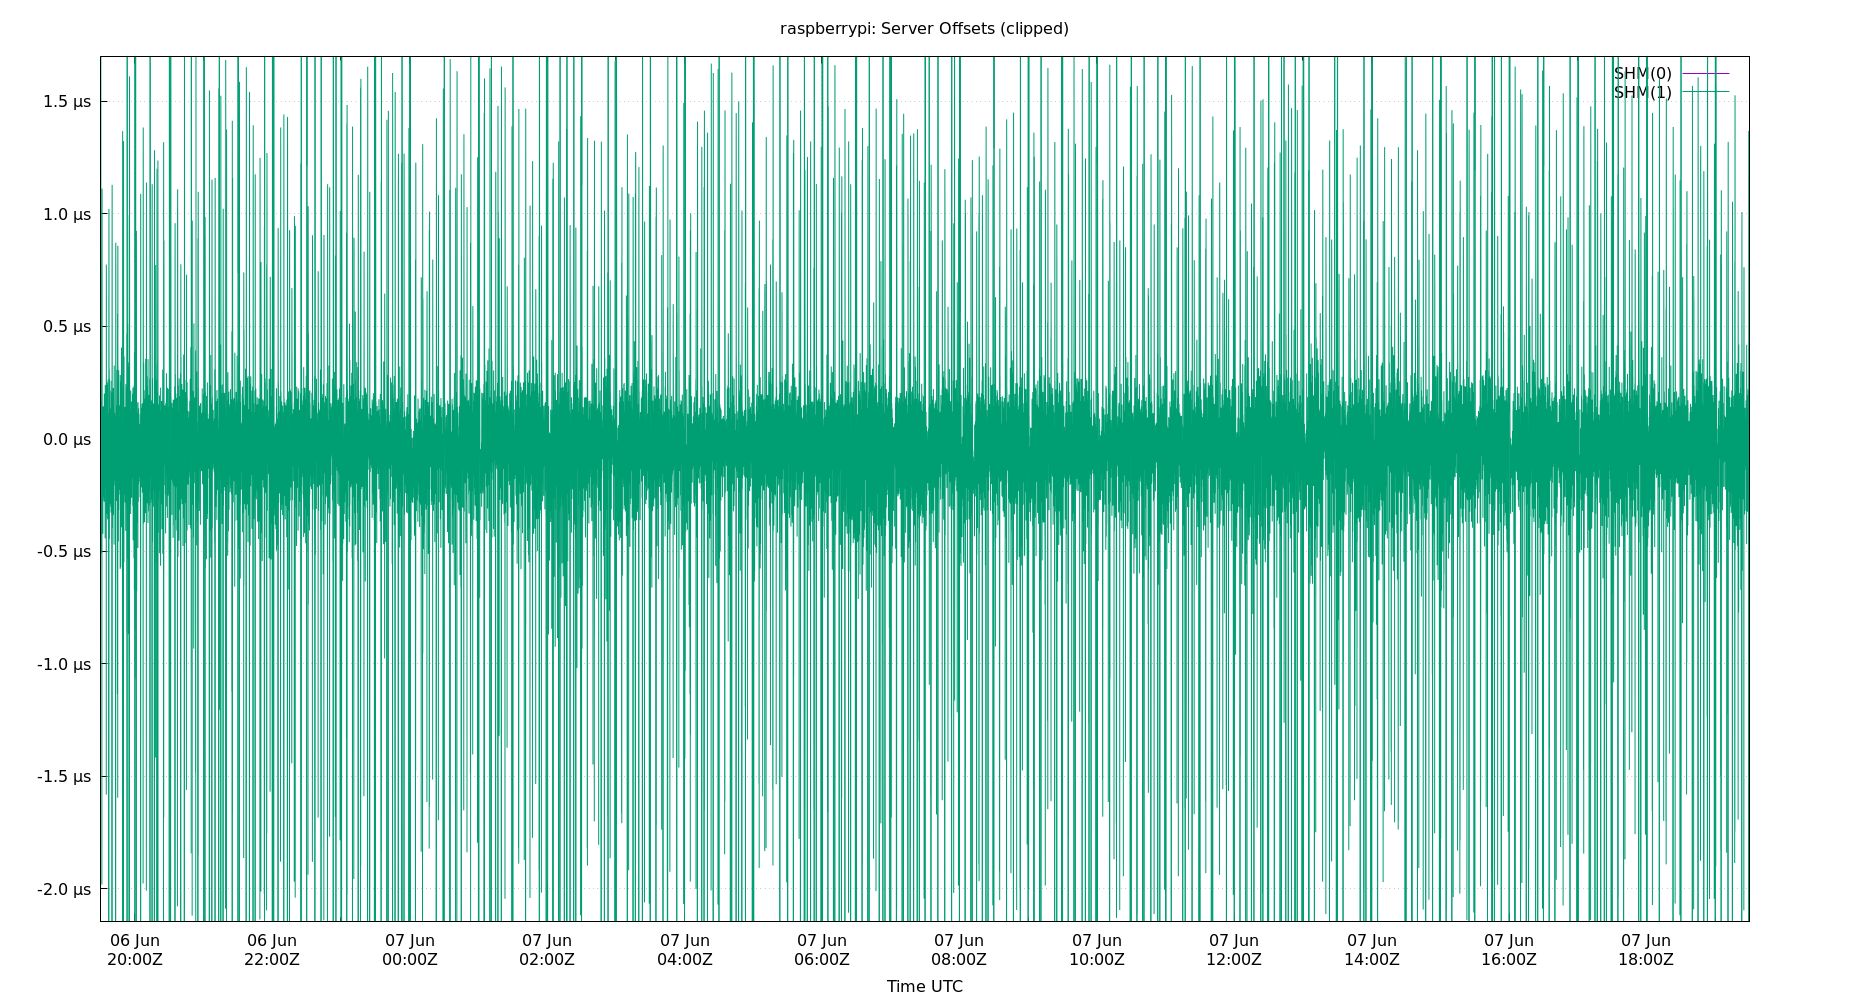 raspberrypi: Server Offsets (clipped)
SHM(0)
SHM(1)
1.5 µs
1.0 µs
0.5 µs
0.0 µs
-0.5 µs
-1.0 µs
-1.5 µs
-2.0 µs
06 Jun 06 Jun 07 Jun 07 Jun 07 Jun 07 Jun 07 Jun 07 Jun 07 Jun 07 Jun 07 Jun 07 Jun
20:00Z 22:00Z 00:00Z 02:00Z 04:00Z 06:00Z 08:00Z 10:00Z 12:00Z 14:00Z 16:00Z 18:00Z
Time UTC